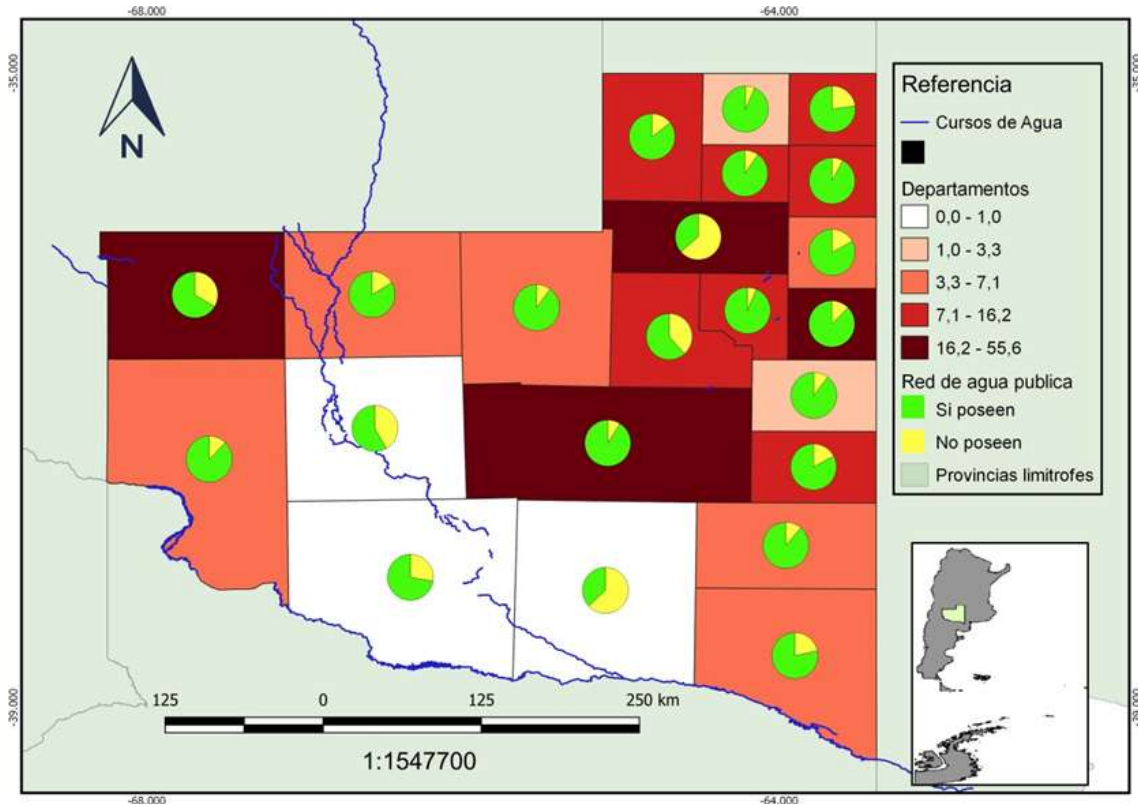 -68.000
-64.000
-35.000
-35.000
N
Referencia
Cursos de Agua
Departamentos
0,0 - 1,0
1,0 - 3,3
3,3 - 7,1
7,1 - 16,2
16,2 - 55,6
Red de agua publica
Si poseen
No poseen
Provincias limitrofes
-39.000
-39.000
125
0
125
250 km
1:1547700
-68.000
-64.000